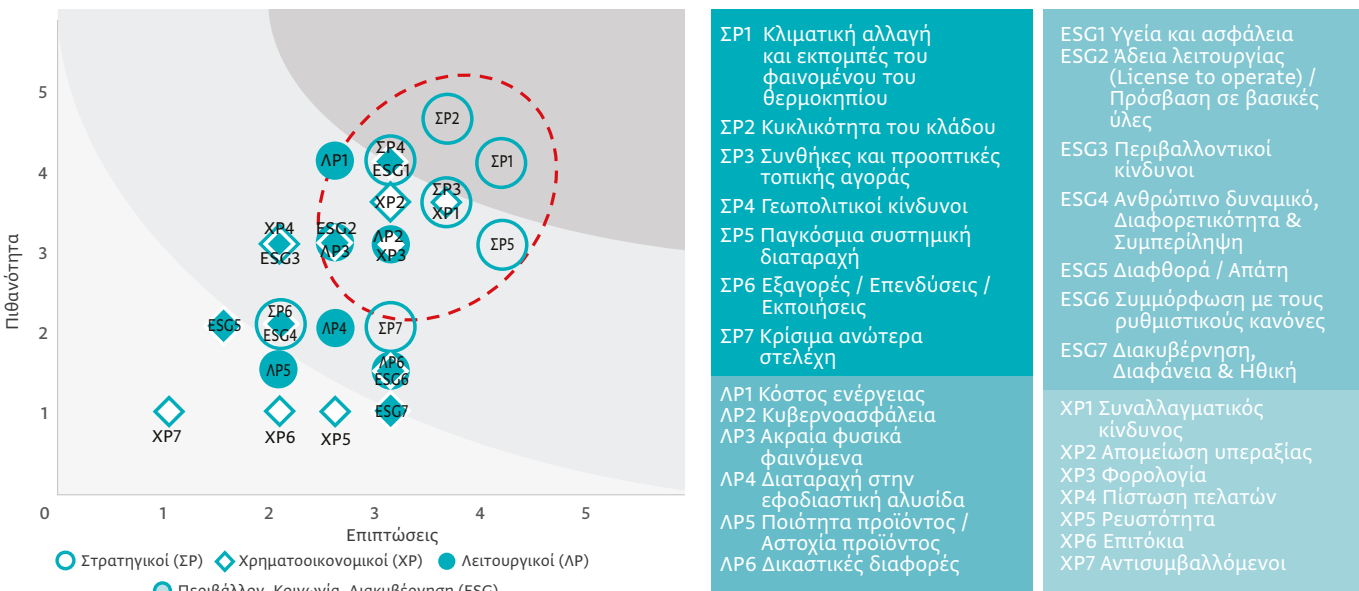 Πιθανότητα
5
4
3
2
1
0
1
2
3
4
5
Επιπτώσεις
ΣΡ2
ΛΡ1
ΣΡ4
ESG1
ΣΡ1
ΣΡ3
ΧΡ1
ΧΡ2
ΧΡ4
ESG3
ESG2
ΛΡ3
ΛΡ2
ΧΡ3
ΣΡ5
ESG5
ΣΡ6
ESG4
ΛΡ4
ΣΡ7
ΛΡ5
ΛΡ6
ESG6
ESG7
ΧΡ7
ΧΡ6
ΧΡ5
Στρατηγικοί (ΣΡ) Χρηματοοικονομικοί (ΧΡ) Λειτουργικοί (ΛΡ)
Περιβάλλον, Κοινωνία, Διακυβέρνηση (ESG)
ΣΡ1 Κλιματική αλλαγή
και εκπομπές του
φαινομένου του
θερμοκηπίου
ΣΡ2 Κυκλικότητα του κλάδου
ΣΡ3 Συνθήκες και προοπτικές
τοπικής αγοράς
ΣΡ4 Γεωπολιτικοί κίνδυνοι
ΣΡ5 Παγκόσμια συστημική
διαταραχή
ΣΡ6 Εξαγορές / Επενδύσεις /
Εκποιήσεις
ΣΡ7 Κρίσιμα ανώτερα
στελέχη
ΛΡ1 Κόστος ενέργειας
ΛΡ2 Κυβερνοασφάλεια
ΛΡ3 Ακραία φυσικά
φαινόμενα
ΛΡ4 Διαταραχή στην
εφοδιαστική αλυσίδα
ΛΡ5 Ποιότητα προϊόντος /
Αστοχία προϊόντος
ΛΡ6 Δικαστικές διαφορές
ESG1 Υγεία και ασφάλεια
ESG2 Άδεια λειτουργίας
(License to operate) /
Πρόσβαση σε βασικές
ύλες
ESG3 Περιβαλλοντικοί
κίνδυνοι
ESG4 Ανθρώπινο δυναμικό,
Διαφορετικότητα &
Συμπερίληψη
ESG5 Διαφθορά / Απάτη
ESG6 Συμμόρφωση με τους
ρυθμιστικούς κανόνες
ESG7 Διακυβέρνηση,
Διαφάνεια & Ηθική
ΧΡ1 Συναλλαγματικός
κίνδυνος
ΧΡ2 Απομείωση υπεραξίας
ΧΡ3 Φορολογία
ΧΡ4 Πίστωση πελατών
ΧΡ5 Ρευστότητα
ΧΡ6 Επιτόκια
ΧΡ7 Αντισυμβαλλόμενοι